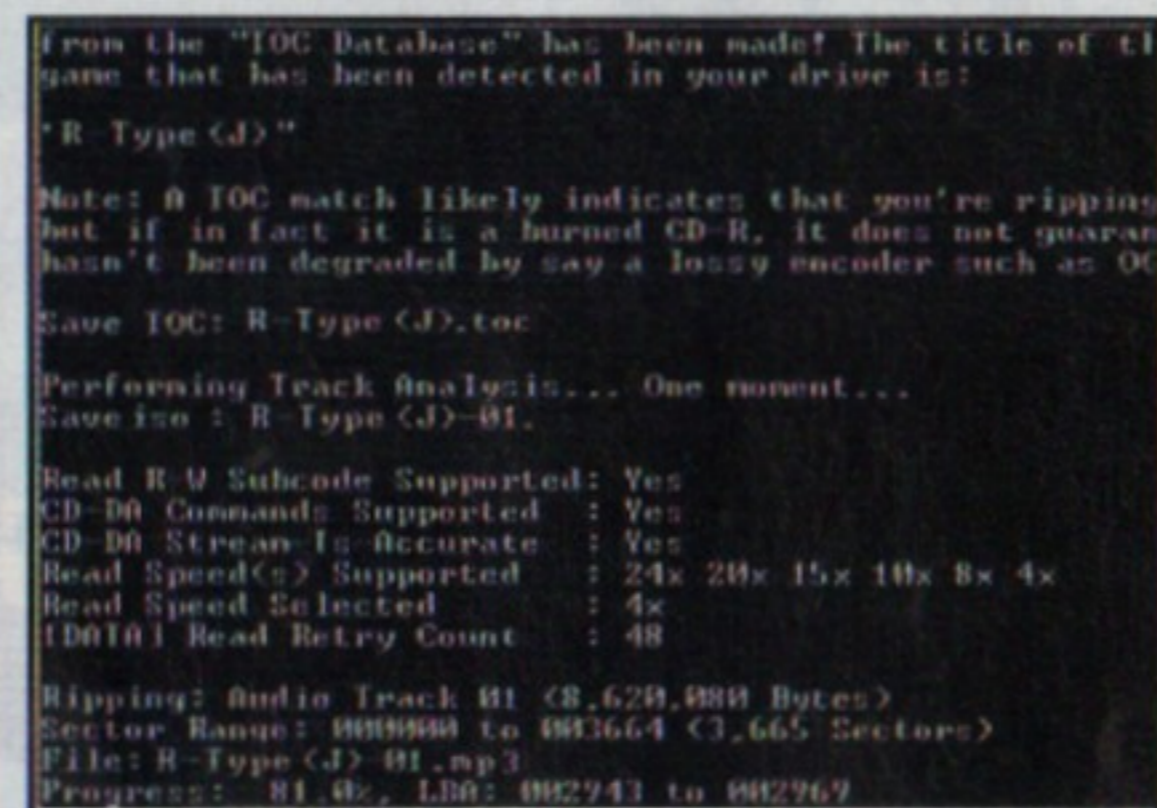 from the "TOC Database" has been made! The title of t
game that has been detected in your drive is:
"R-Type (J)"
Note: A TOC match likely indicates that you're ripping
but if in fact it is a burned CD-R, it does not guaran
hasn't been degraded by say a lossy encoder such as OG
Save TOC: R-Type (J).toc
Performing Track Analysis... One moment...
Save iso : R-Type (J)-01.
Read R-W Subcode Supported: Yes
CD-DA Commands Supported : Yes
CD-DA Stream Is Accurate : Yes
Read Speed(s) Supported : 24x 20x 15x 10x 8x 4x
Read Speed Selected : 4x
[DATA] Read Retry Count : 48
Ripping: Audio Track 01 (8,620,080 Bytes)
Sector Range: 000000 to 003664 (3,665 Sectors)
File: R-Type (J)-01.mp3
Progress: 81.0%, LBA: 002943 to 002969